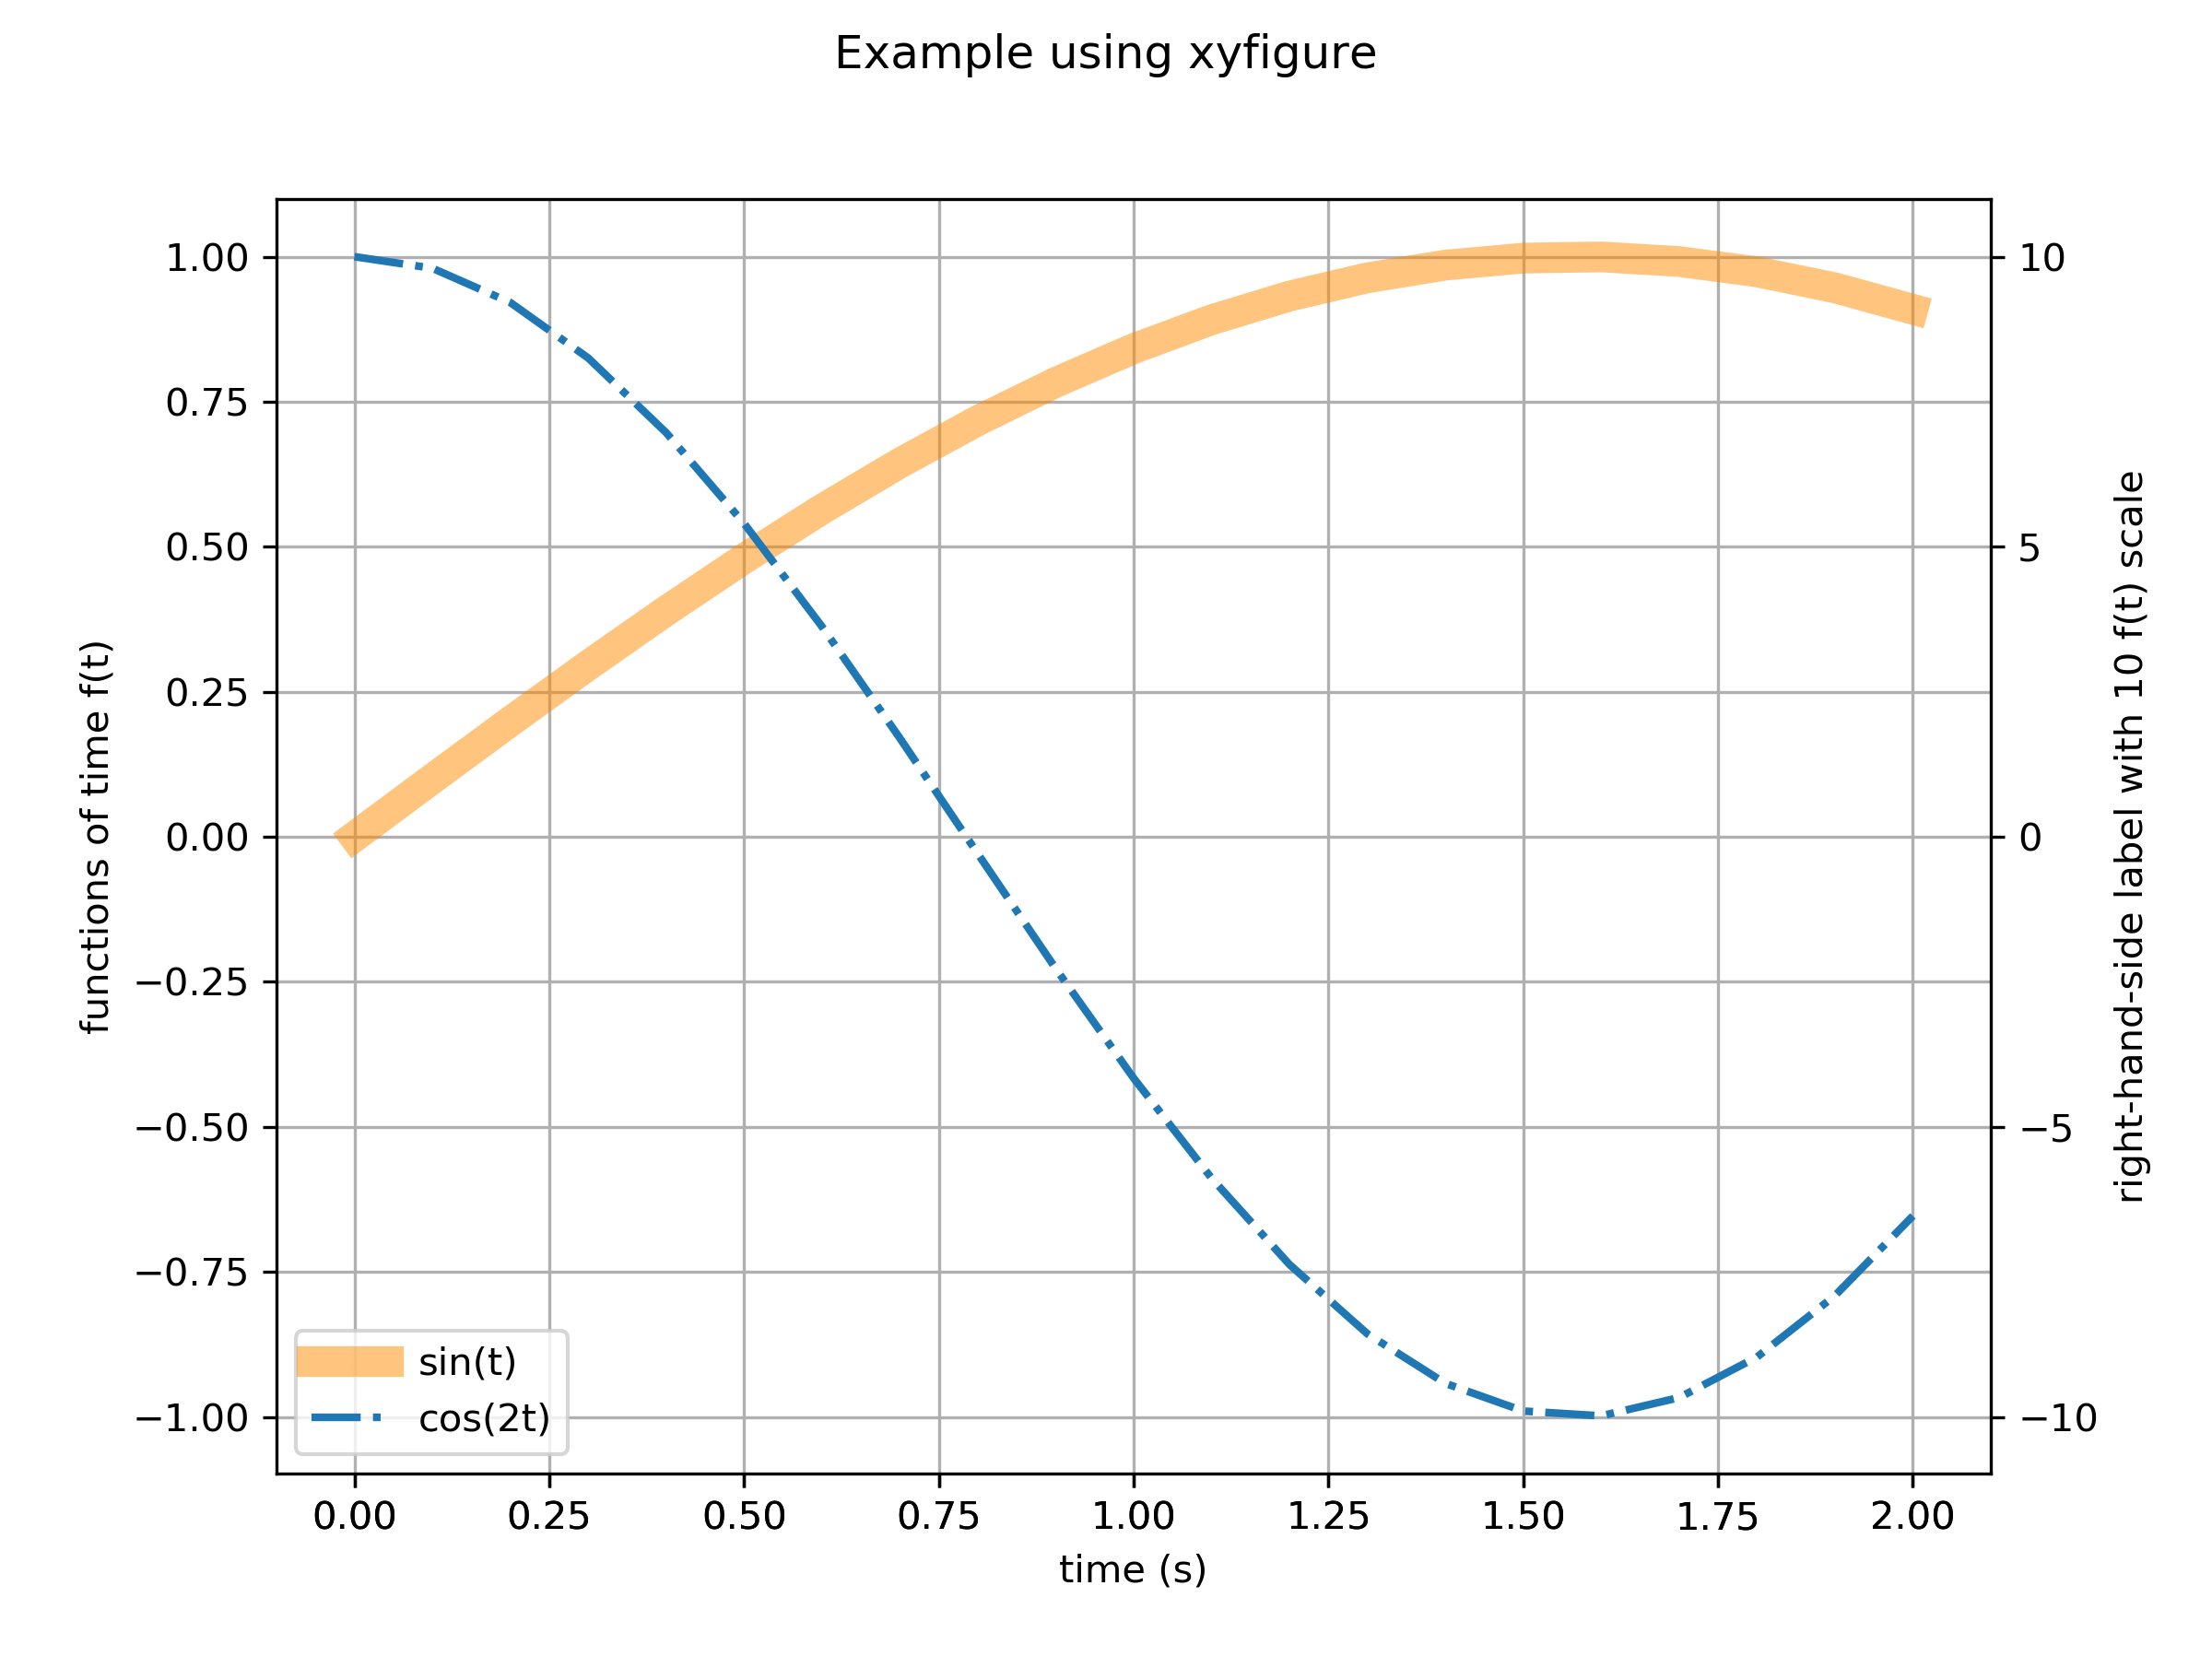 Example using xyfigure
1.00
0.75
0.50
0.25
0.00
−0.25
−0.50
−0.75
−1.00
functions of time f(t)
10
5
0
−5
−10
right-hand-side label with 10 f(t) scale
sin(t)
cos(2t)
0.00 0.25 0.50 0.75 1.00 1.25 1.50 1.75 2.00
time (s)